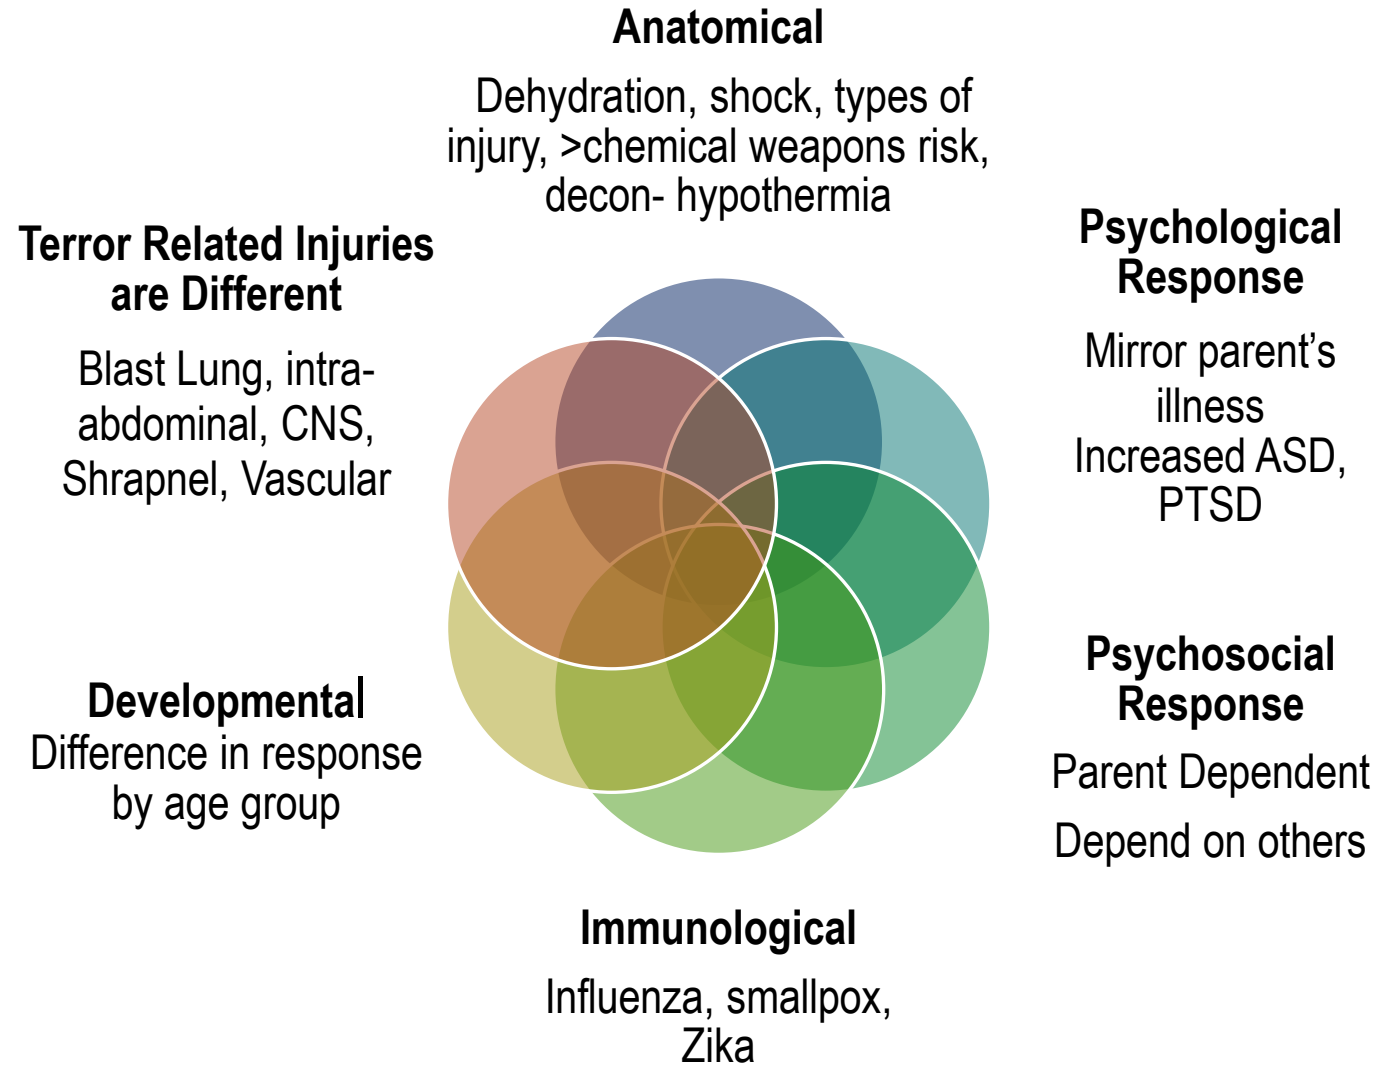 Anatomical
Dehydration, shock, types of
injury, >chemical weapons risk,
decon- hypothermia
Psychological
Response
Mirror parent’s
illness
Increased ASD,
PTSD
Psychosocial
Response
Parent Dependent
Depend on others
Immunological
Influenza, smallpox,
Zika
Developmental
Difference in response
by age group
Terror Related Injuries
are Different
Blast Lung, intra-
abdominal, CNS,
Shrapnel, Vascular